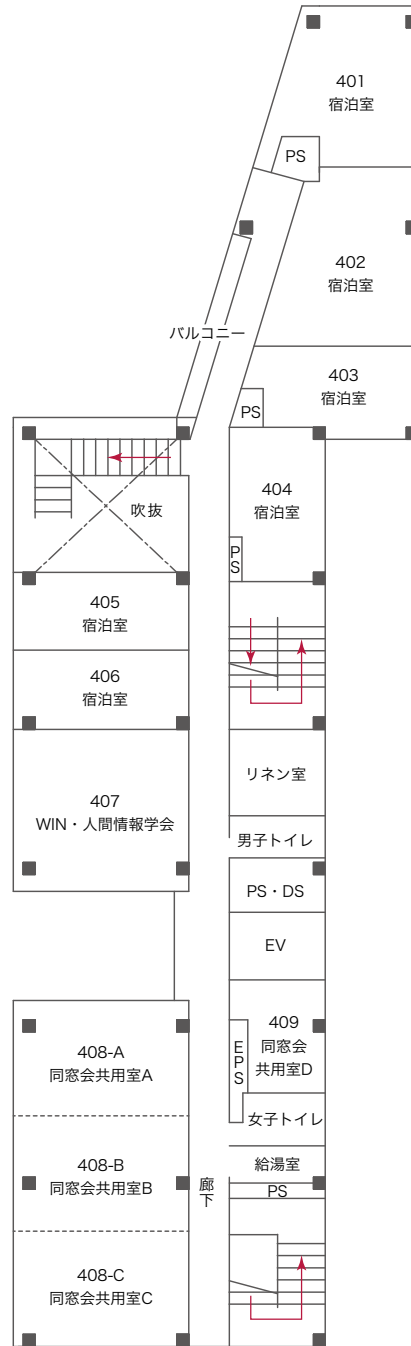 401
宿泊室
PS
402
宿泊室
バルコニー
403
宿泊室
PS
404
宿泊室
吹抜
PS
405
宿泊室
406
宿泊室
リネン室
407
WIN・人間情報学会
男子トイレ
PS・DS
EV
409
同窓会
共用室D
EPS
408-A
同窓会共用室A
女子トイレ
408-B
同窓会共用室B
給湯室
PS
廊下
408-C
同窓会共用室C